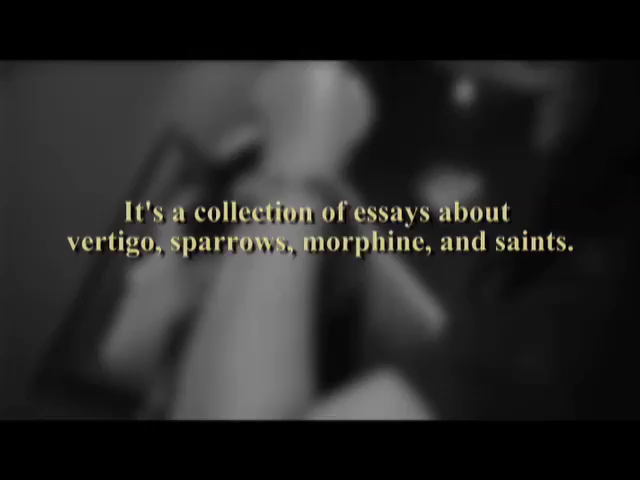 It's a collection of essays about
vertigo, sparrows, morphine, and saints.